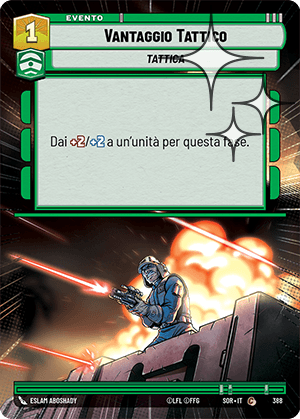 EVENTO
1
VANTAGGIO TATTICO
TATTICA
Dai +2/+2 a un'unità per questa fase.
ESLAM ABOSHADY
©LFL ©FFG
SOR•IT C 388